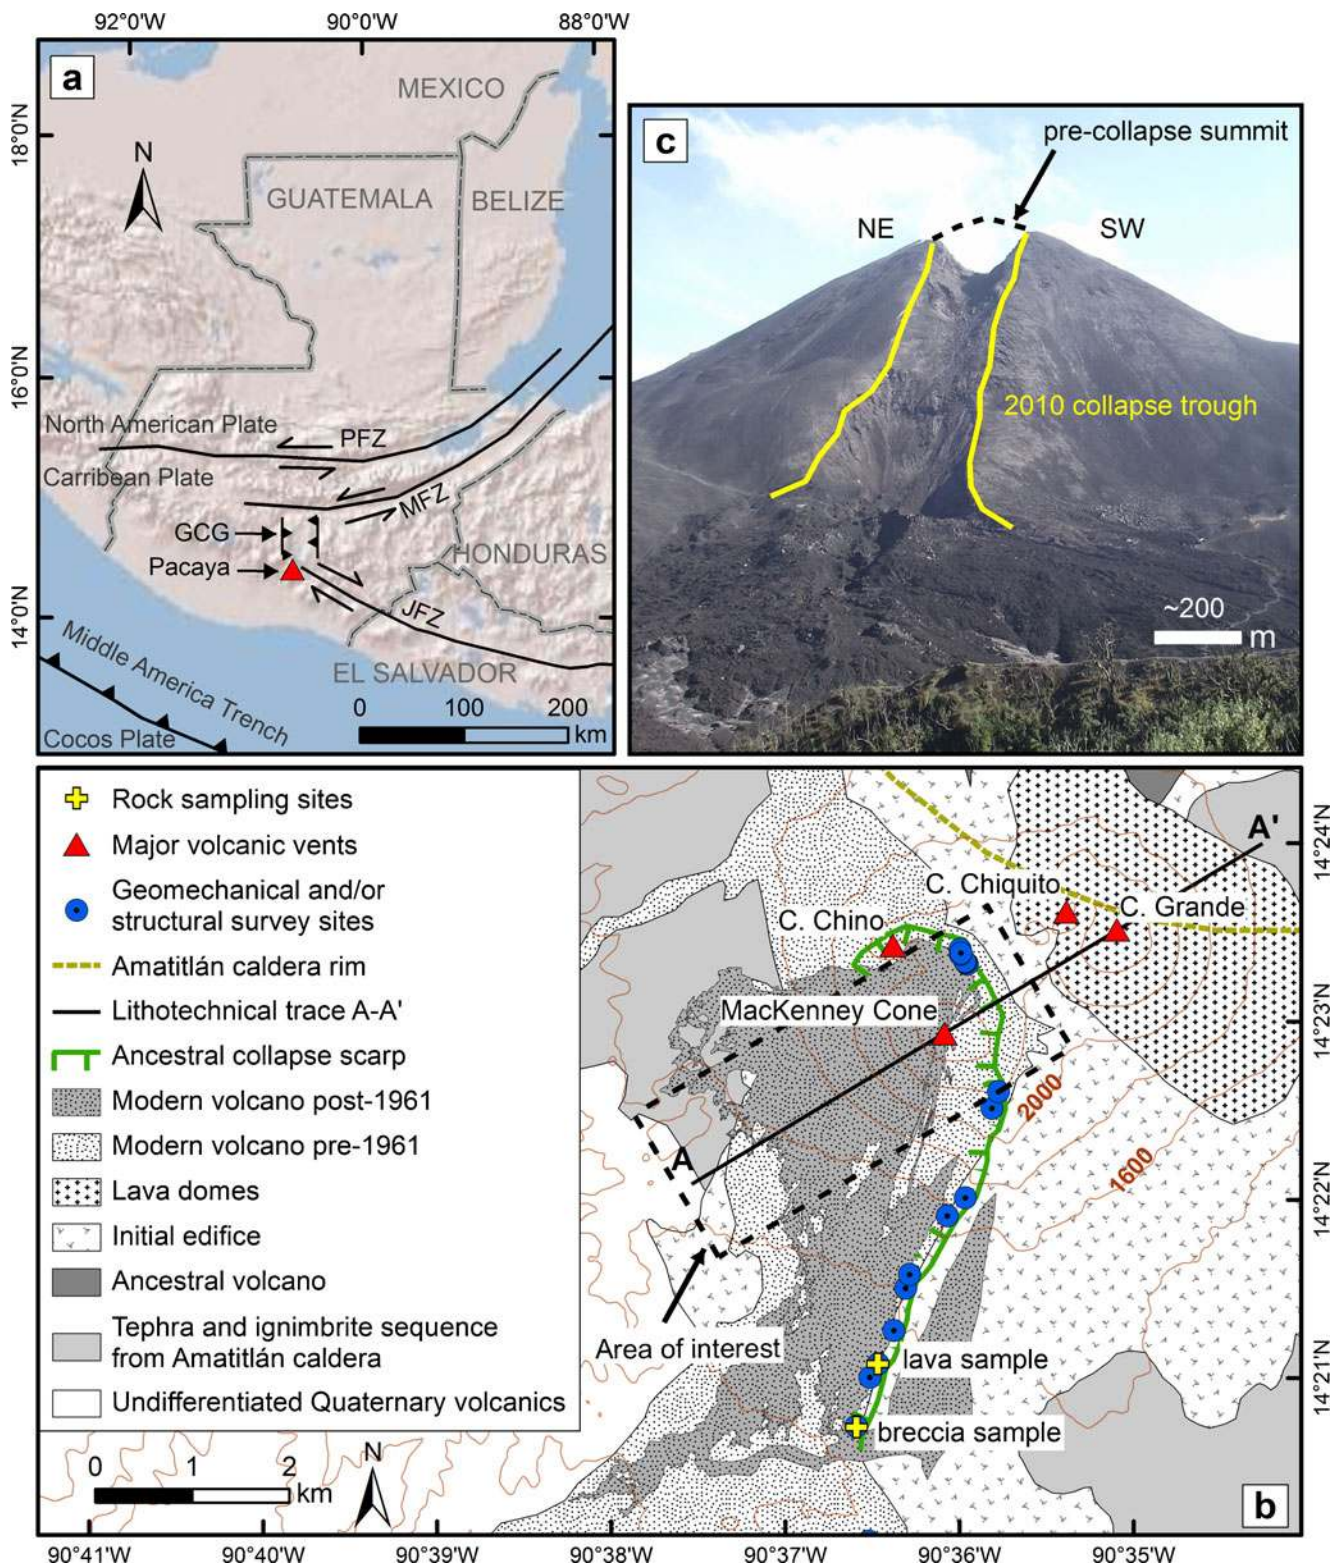 92°0'W
90°0'W
88°0'W
18°0'N
16°0'N
14°0'N
a
N
MEXICO
GUATEMALA
BELIZE
North American Plate
PFZ
Carribean Plate
MFZ
GCG
HONDURAS
Pacaya
JFZ
Middle America Trench
EL SALVADOR
Cocos Plate
0
100
200
km
c
pre-collapse summit
NE
SW
2010 collapse trough
~200
m
Rock sampling sites
Major volcanic vents
Geomechanical and/or
structural survey sites
Amatitlán caldera rim
Lithotechnical trace A-A'
Ancestral collapse scarp
Modern volcano post-1961
Modern volcano pre-1961
Lava domes
Initial edifice
Ancestral volcano
Tephra and ignimbrite sequence
from Amatitlán caldera
Undifferentiated Quaternary volcanics
0
1
2
km
N
A'
C. Chiquito
C. Grande
C. Chino
MacKenney Cone
2000
A
1600
Area of interest
lava sample
breccia sample
b
14°24'N
14°23'N
14°22'N
14°21'N
90°41'W
90°40'W
90°39'W
90°38'W
90°37'W
90°36'W
90°35'W